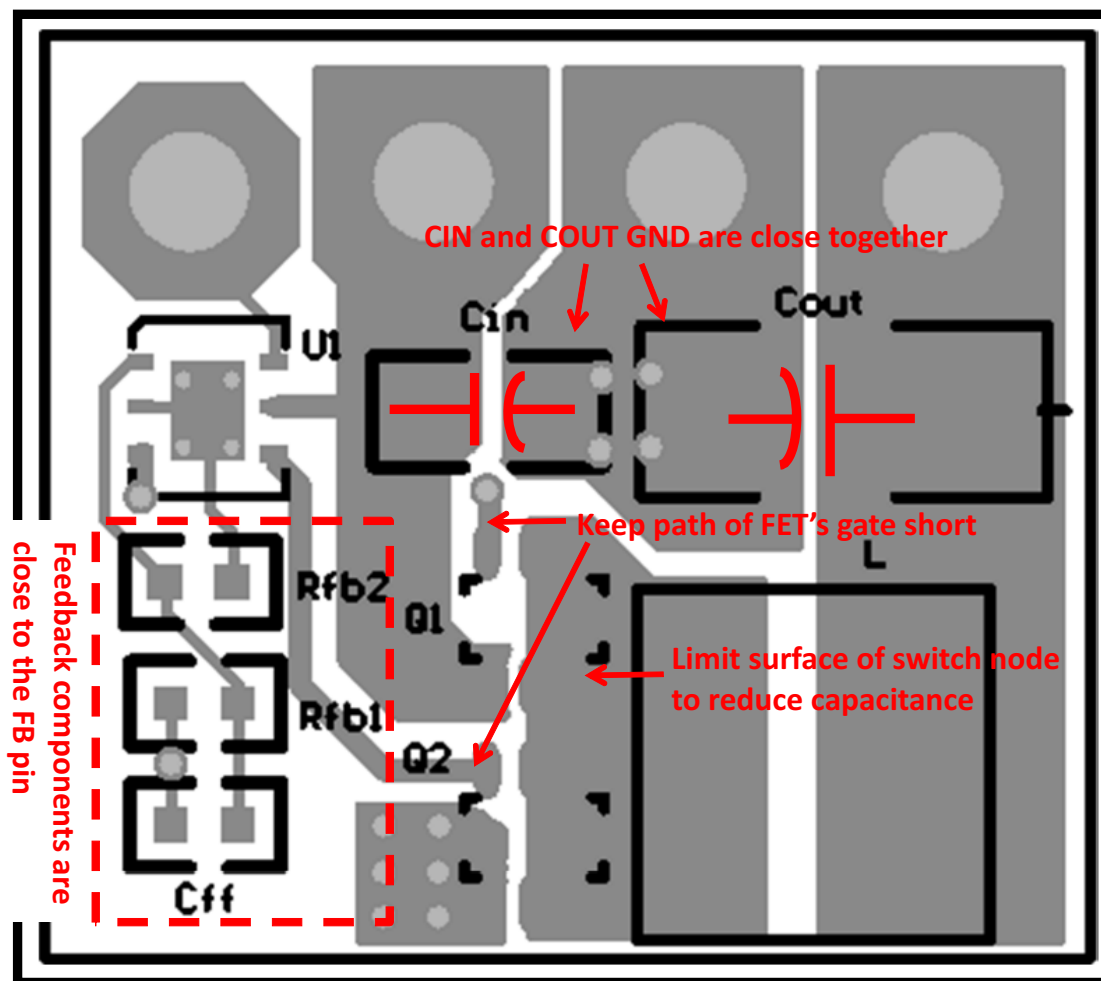 CIN and COUT GND are close together
Cin
Cout
U1
Keep path of FET's gate short
L
Feedback components are
close to the FB pin
Rfb2
Q1
Limit surface of switch node
to reduce capacitance
Rfb1
Q2
Cff